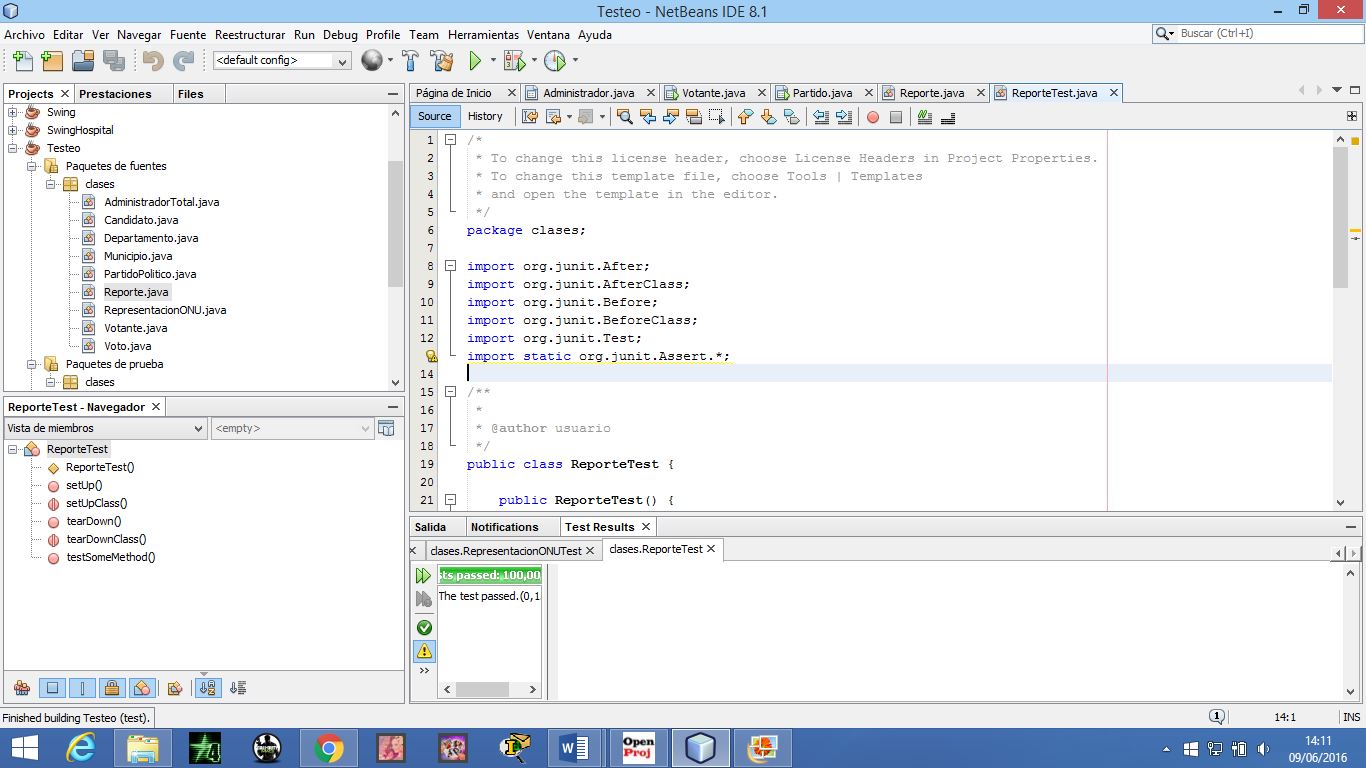 Testeo - NetBeans IDE 8.1
Archivo Editar Ver Navegar Fuente Reestructurar Run Debug Profile Team Herramientas Ventana Ayuda
Buscar (Ctrl+I)
<default config>
Projects Prestaciones Files
Swing
SwingHospital
Testeo
Paquetes de fuentes
clases
AdministradorTotal.java
Candidato.java
Departamento.java
Municipio.java
PartidoPolitico.java
Reporte.java
RepresentacionONU.java
Votante.java
Voto.java
Paquetes de prueba
clases
ReporteTest - Navegador
Vista de miembros <empty>
ReporteTest
ReporteTest()
setUp()
setUpClass()
tearDown()
tearDownClass()
testSomeMethod()
Página de Inicio Administrador.java Votante.java Partido.java Reporte.java ReporteTest.java
Source History
1 /*
2 * To change this license header, choose License Headers in Project Properties.
3 * To change this template file, choose Tools | Templates
4 * and open the template in the editor.
5 */
6 package clases;
7
8 import org.junit.After;
9 import org.junit.AfterClass;
10 import org.junit.Before;
11 import org.junit.BeforeClass;
12 import org.junit.Test;
import static org.junit.Assert.*;
14
15 /**
16 *
17 * @author usuario
18 */
19 public class ReporteTest {
20
21 public ReporteTest() {
Salida Notifications Test Results
clases.RepresentacionONUTest clases.ReporteTest
sts passed: 100,00
The test passed.(0,1
Finished building Testeo (test).
1 14:1 INS
A4
Open
Proj
14:11
09/06/2016